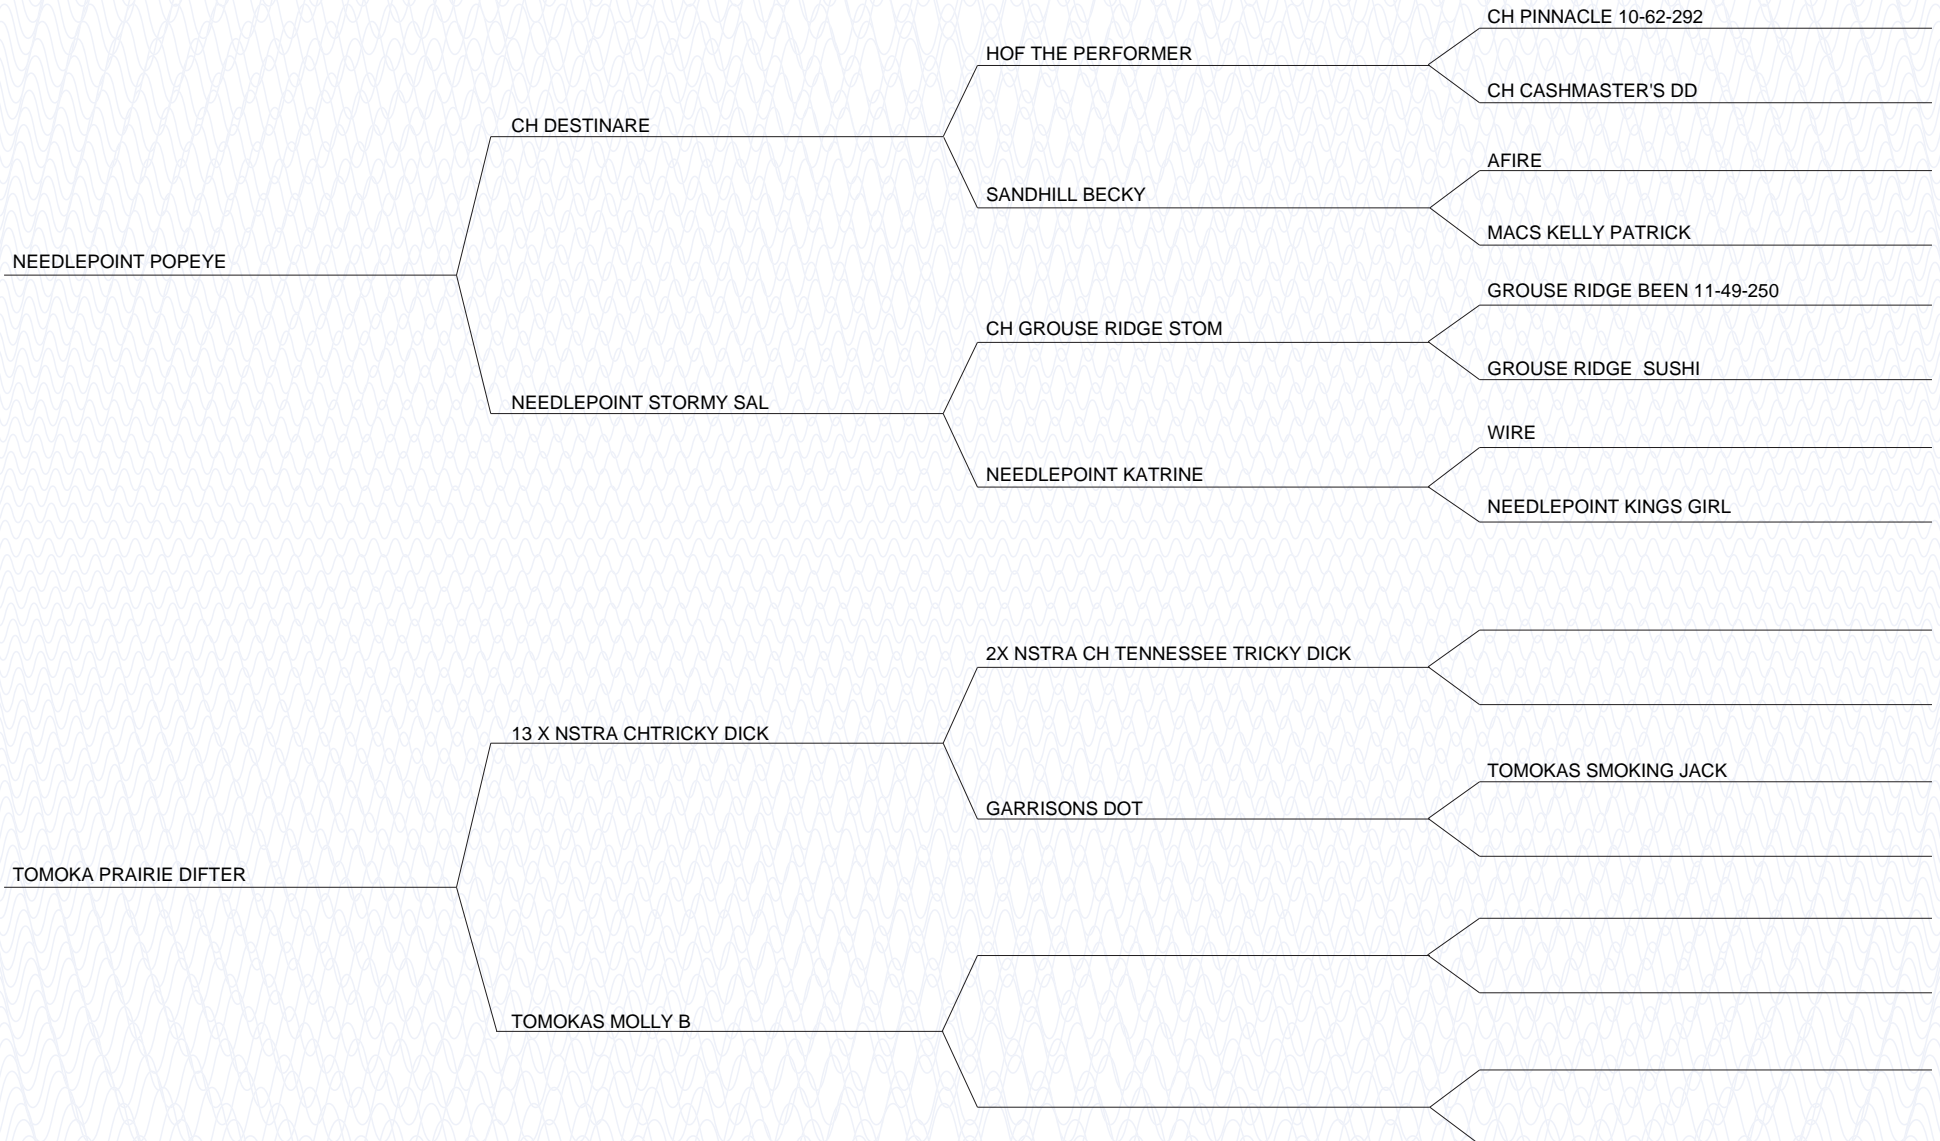 CH PINNACLE 10-62-292
HOF THE PERFORMER
CH CASHMASTER'S DD
CH DESTINARE
AFIRE
SANDHILL BECKY
MACS KELLY PATRICK
NEEDLEPOINT POPEYE
GROUSE RIDGE BEEN 11-49-250
CH GROUSE RIDGE STOM
GROUSE RIDGE  SUSHI
NEEDLEPOINT STORMY SAL
WIRE
NEEDLEPOINT KATRINE
NEEDLEPOINT KINGS GIRL
2X NSTRA CH TENNESSEE TRICKY DICK
13 X NSTRA CHTRICKY DICK
TOMOKAS SMOKING JACK
GARRISONS DOT
TOMOKA PRAIRIE DIFTER
TOMOKAS MOLLY B